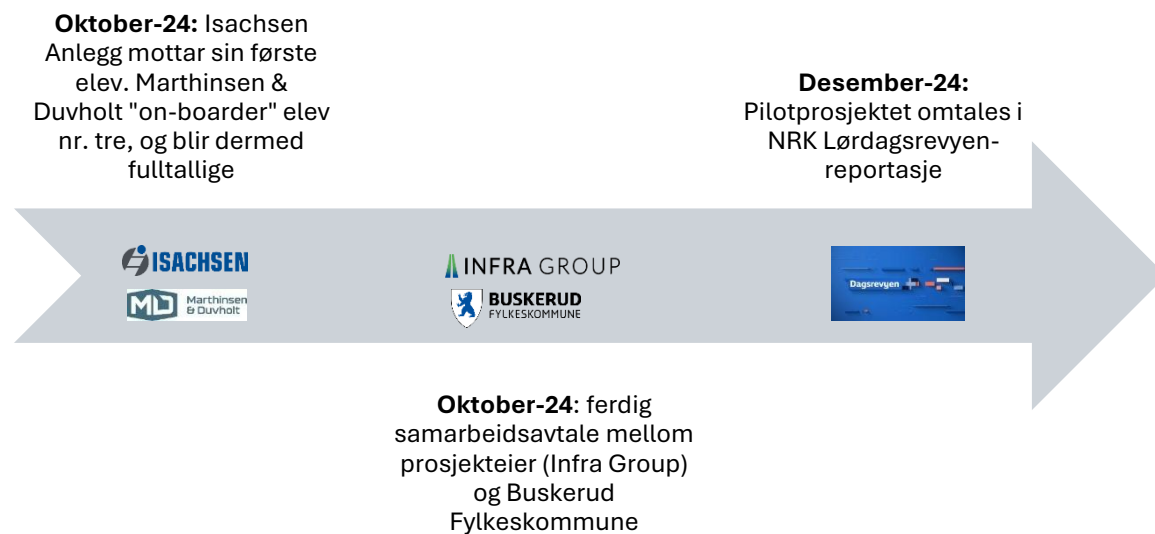 Oktober-24: Isachsen
Anlegg mottar sin første
elev. Marthinsen &
Duvholt "on-boarder" elev
nr. tre, og blir dermed
fulltallige
Desember-24:
Pilotprosjektet omtales i
NRK Lørdagsrevyen-
reportasje
ISACHSEN
MD Marthinsen
& Duvholt
INFRA GROUP
BUSKERUD
FYLKESKOMMUNE
Dagsrevyen
Oktober-24: ferdig
samarbeidsavtale mellom
prosjekteier (Infra Group)
og Buskerud
Fylkeskommune